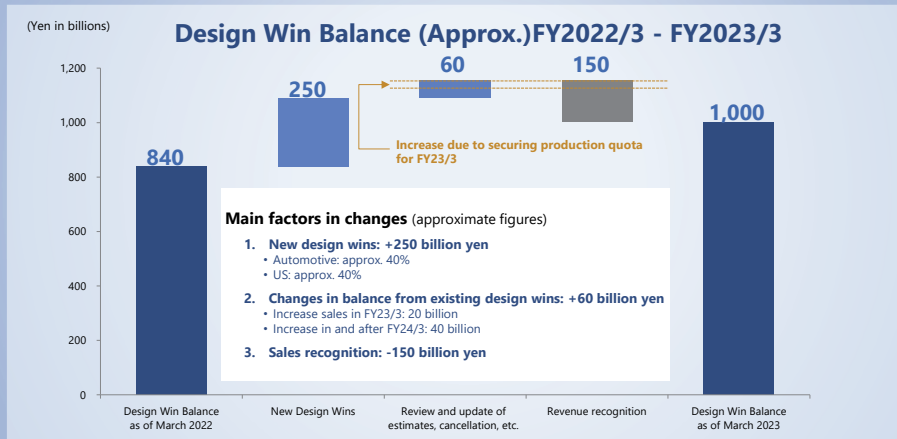 (Yen in billions)
Design Win Balance (Approx.)FY2022/3 - FY2023/3
1,200
1,000
800
600
400
200
0
840
250
60
150
1,000
Increase due to securing production quota
for FY23/3
Main factors in changes (approximate figures)
1. New design wins: +250 billion yen
• Automotive: approx. 40%
• US: approx. 40%
2. Changes in balance from existing design wins: +60 billion yen
• Increase sales in FY23/3: 20 billion
• Increase in and after FY24/3: 40 billion
3. Sales recognition: -150 billion yen
Design Win Balance
as of March 2022
New Design Wins
Review and update of
estimates, cancellation, etc.
Revenue recognition
Design Win Balance
as of March 2023